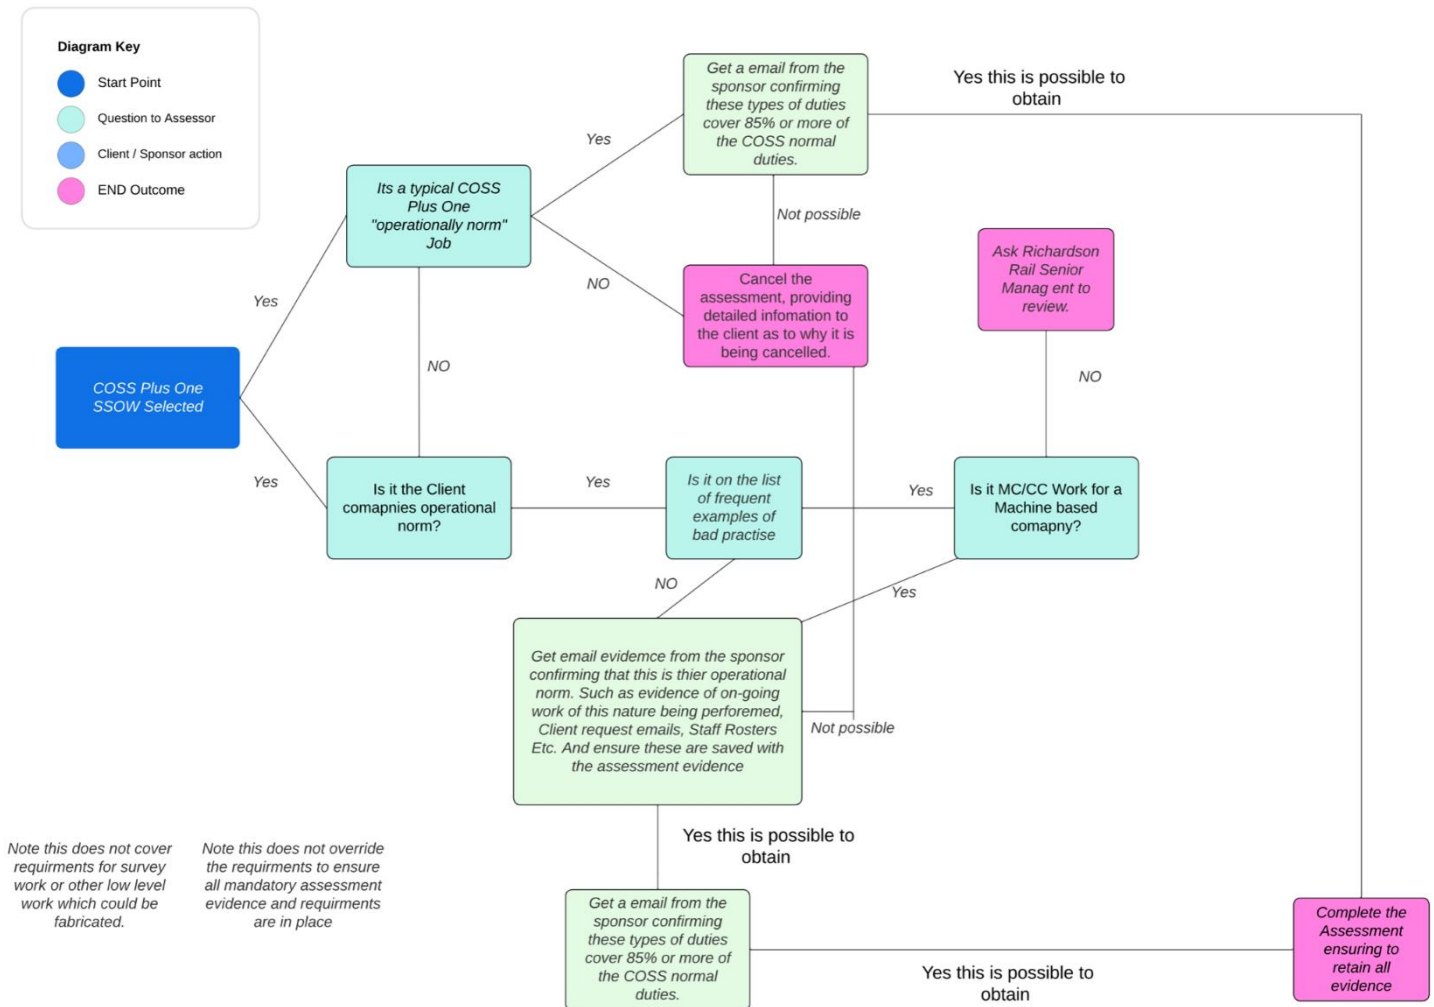 Diagram Key
Start Point
Question to Assessor
Client / Sponsor action
END Outcome
Get a email from the
sponsor confirming
these types of duties
cover 85% or more of
the COSS normal
duties.
Yes this is possible to
obtain
Yes
Its a typical COSS
Plus One
"operationally norm"
Job
Not possible
Ask Richardson
Rail Senior
Manag ent to
review.
NO
Cancel the
assessment, providing
detailed infomation to
the client as to why it is
being cancelled.
Yes
NO
NO
COSS Plus One
SSOW Selected
Yes
Is it the Client
comapnies operational
norm?
Yes
Is it on the list
of frequent
examples of
bad practise
Yes
Is it MC/CC Work for a
Machine based
comapny?
NO
Yes
Get email evidemce from the sponsor
confirming that this is thier operational
norm. Such as evidence of on-going
work of this nature being perforemed,
Client request emails, Staff Rosters
Etc. And ensure these are saved with
the assessment evidence
Not possible
Yes this is possible to
obtain
Note this does not cover
requirments for survey
work or other low level
work which could be
fabricated.
Note this does not override
the requirments to ensure
all mandatory assessment
evidence and requirments
are in place
Get a email from the
sponsor confirming
these types of duties
cover 85% or more of
the COSS normal
duties.
Yes this is possible to
obtain
Complete the
Assessment
ensuring to
retain all
evidence